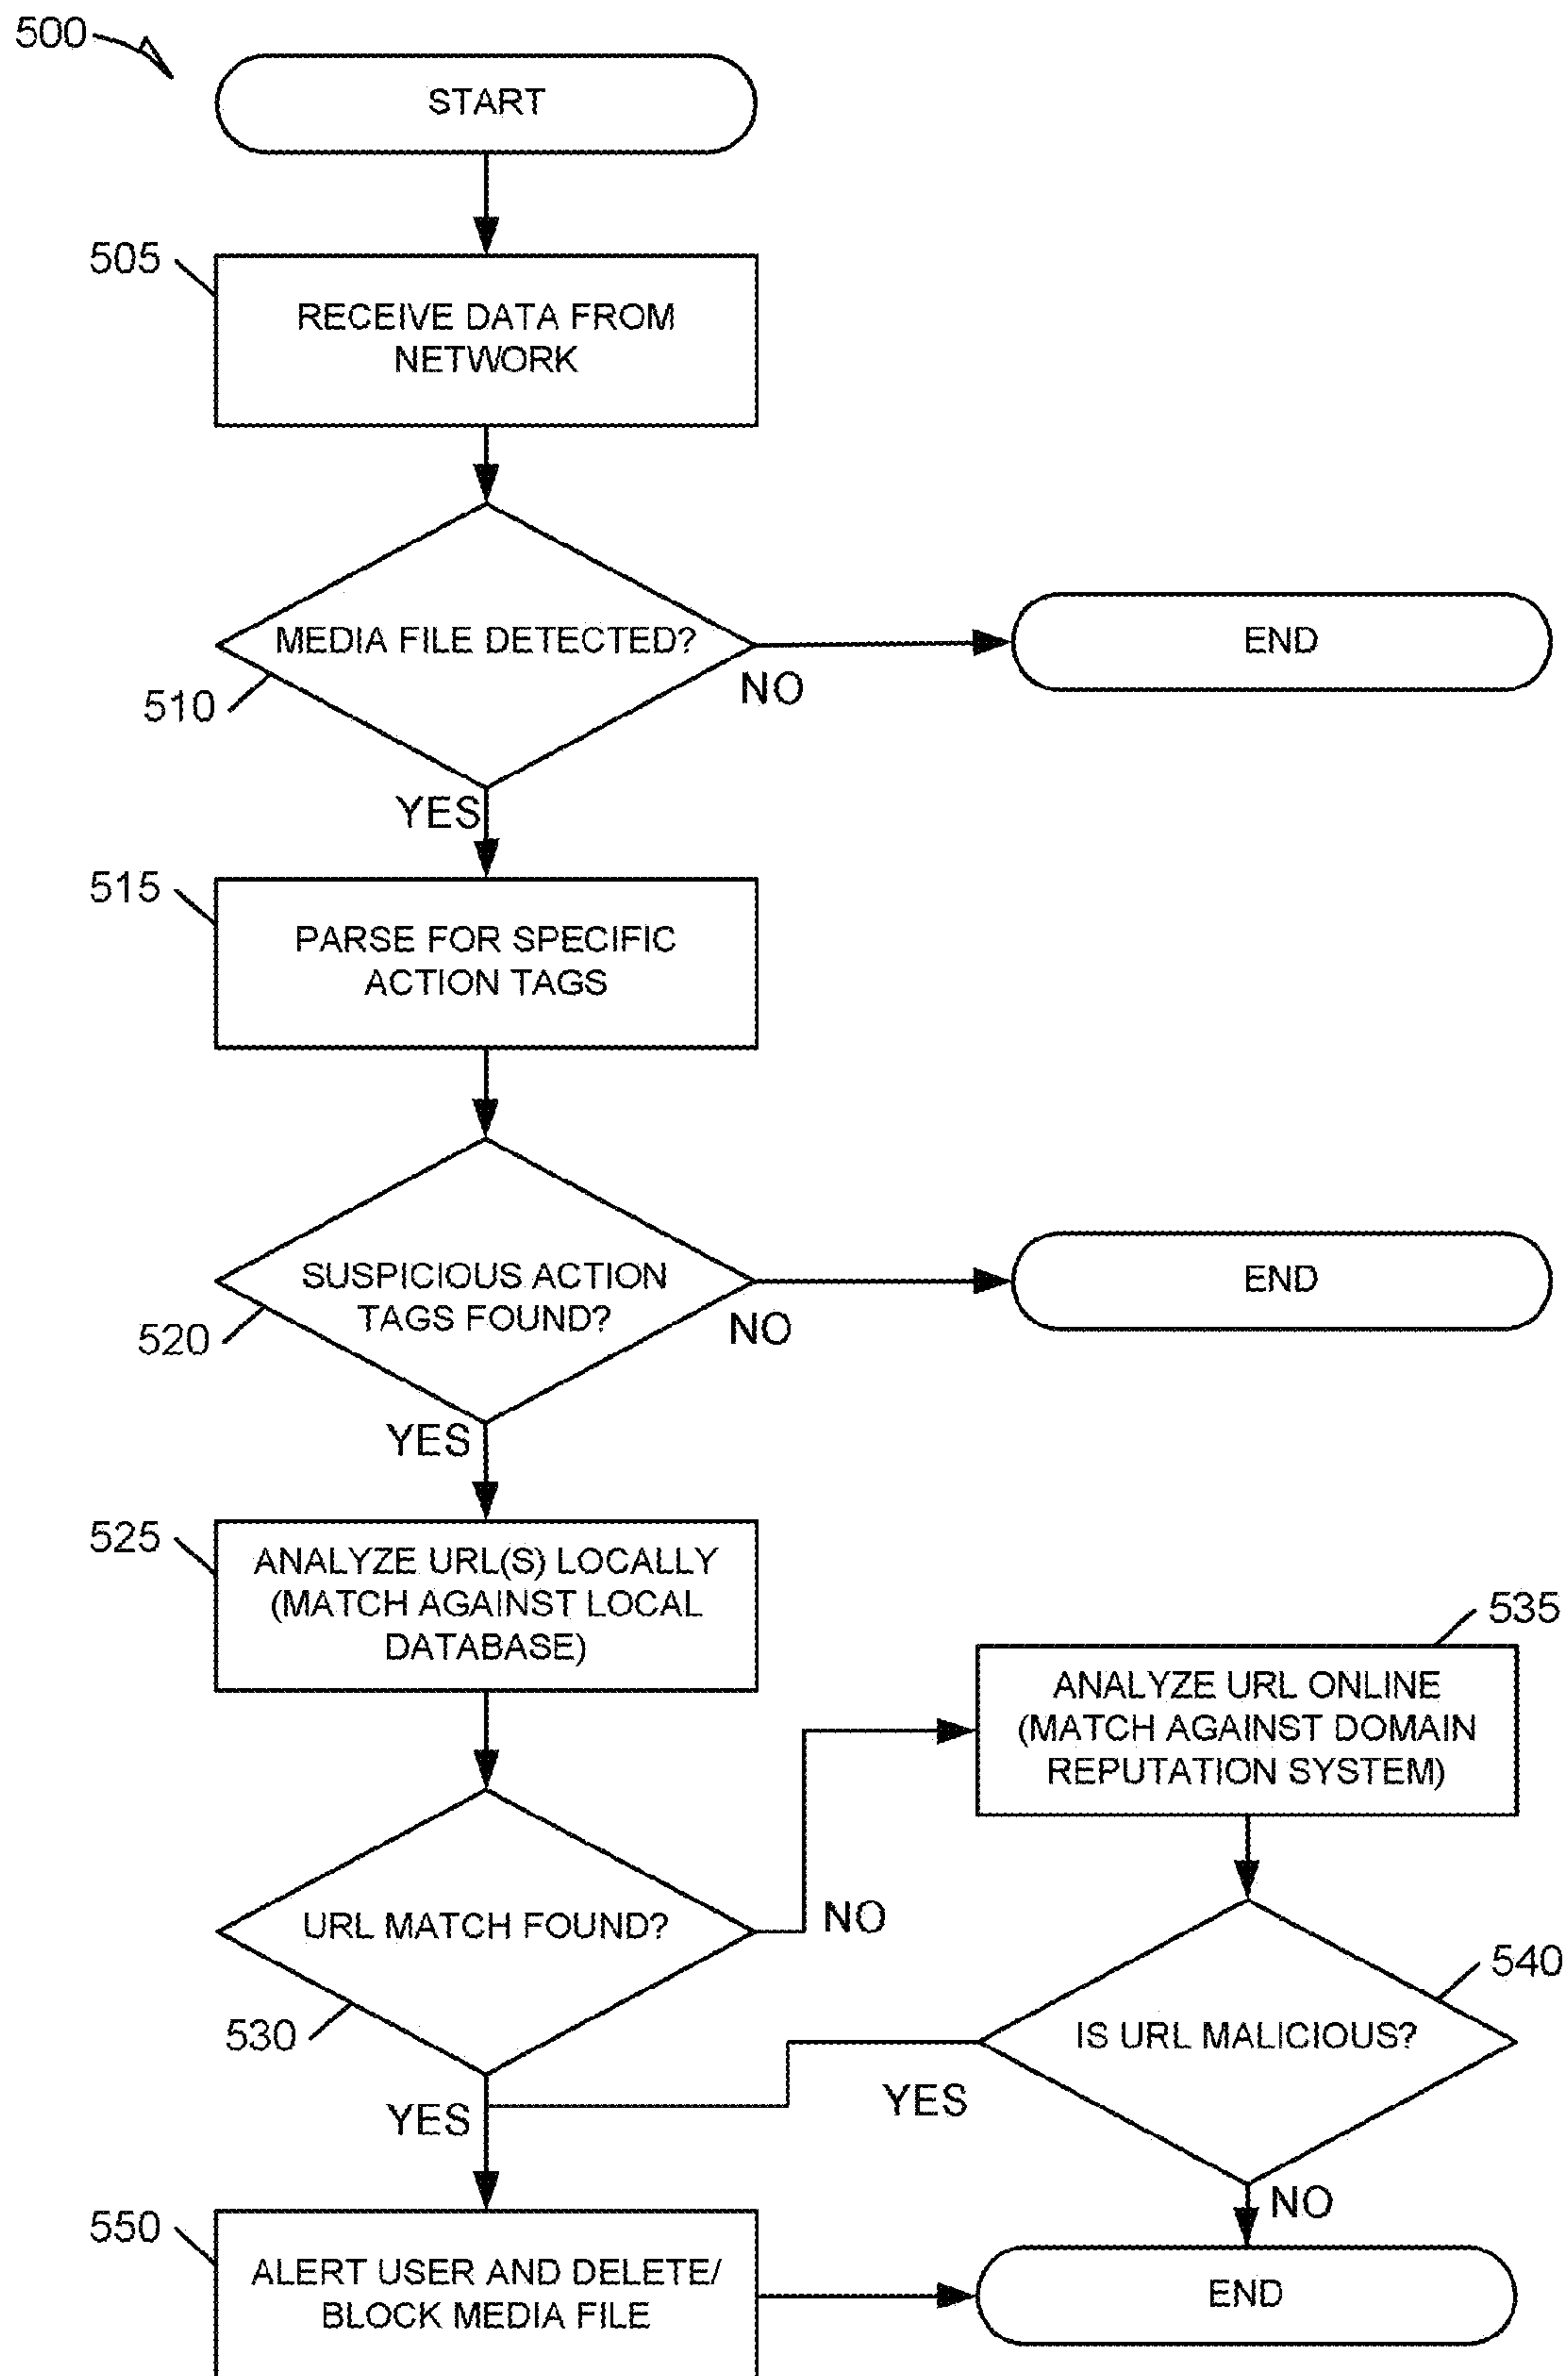 500
START
505
RECEIVE DATA FROM
NETWORK
MEDIA FILE DETECTED?
END
NO
510
YES
515
PARSE FOR SPECIFIC
ACTION TAGS
SUSPICIOUS ACTION
TAGS FOUND?
END
NO
520
YES
525
ANALYZE URL(S) LOCALLY
(MATCH AGAINST LOCAL
DATABASE)
535
ANALYZE URL ONLINE
(MATCH AGAINST DOMAIN
REPUTATION SYSTEM)
URL MATCH FOUND?
NO
530
540
IS URL MALICIOUS?
YES
YES
NO
550
ALERT USER AND DELETE/
BLOCK MEDIA FILE
END